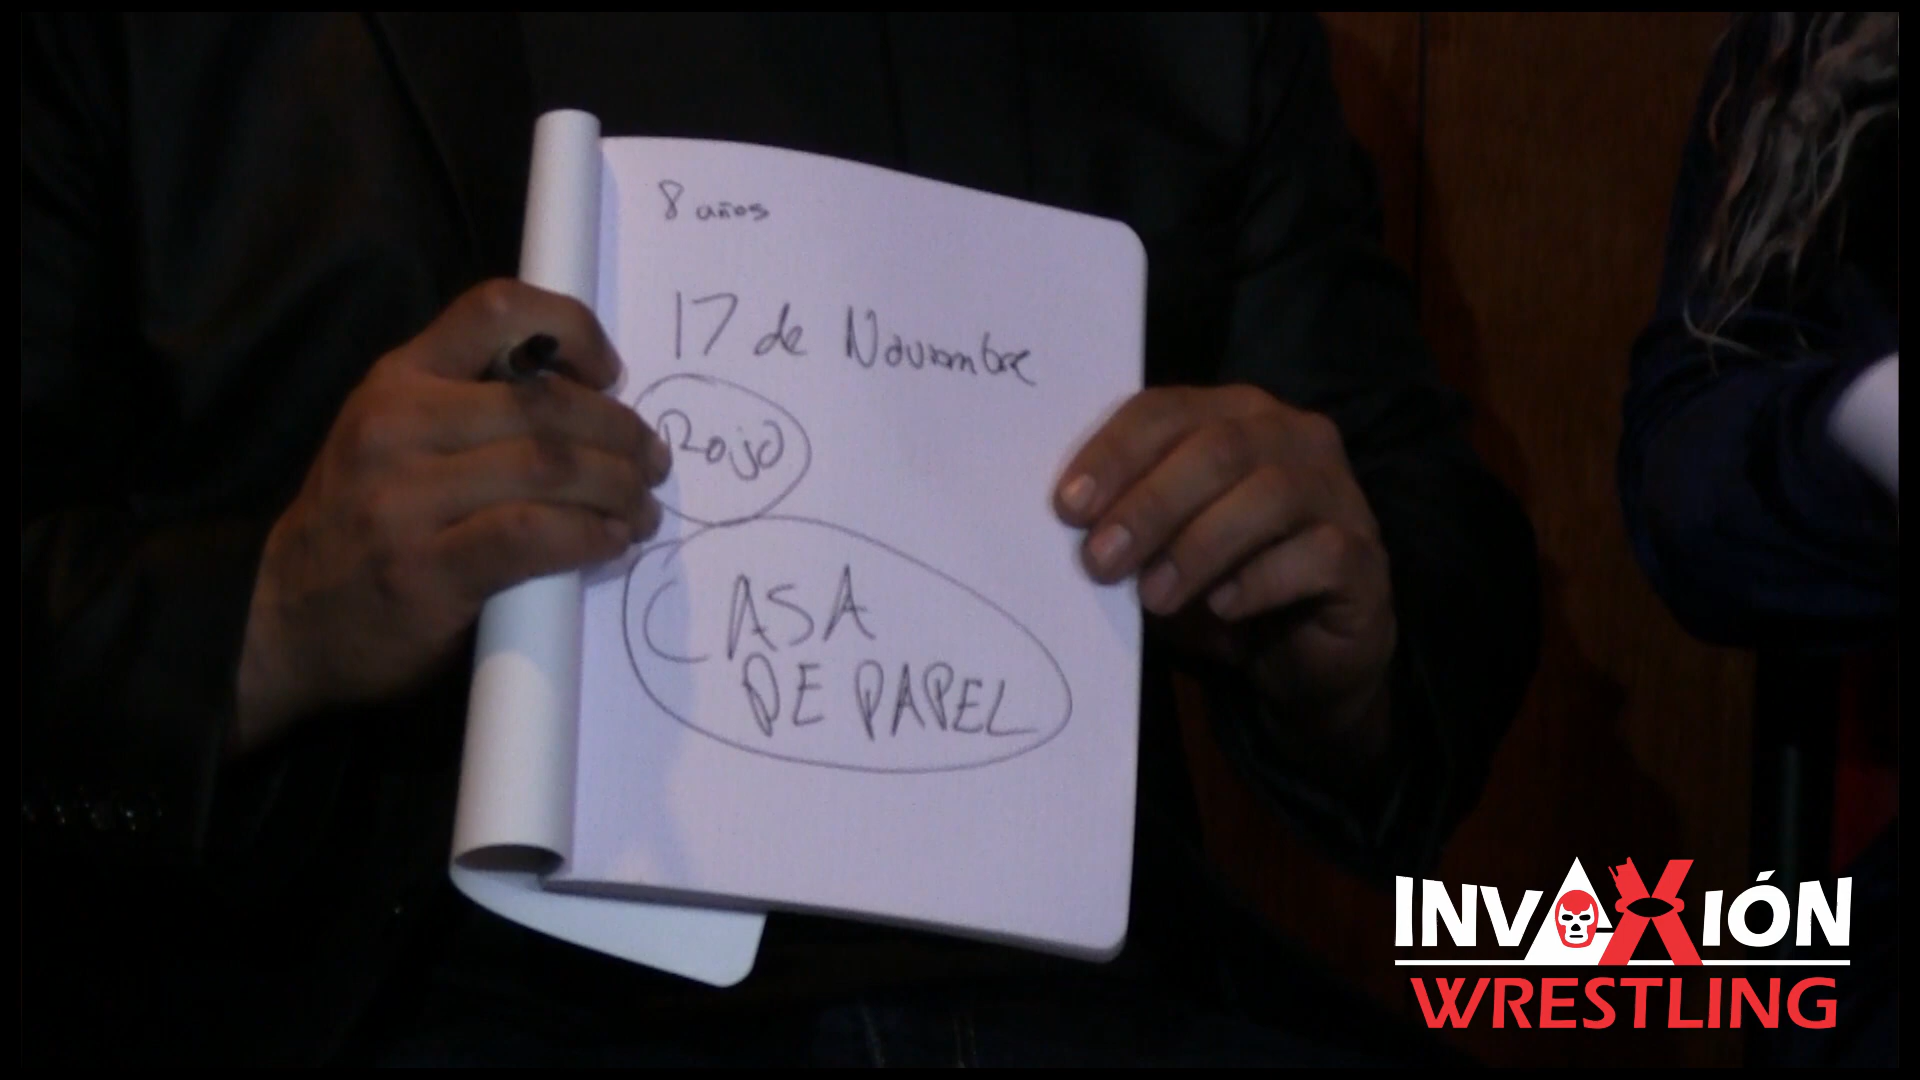 8 años
17 de Noviembre
Rojo
CASA
DE PAPEL
INVAXIÓN
WRESTLING